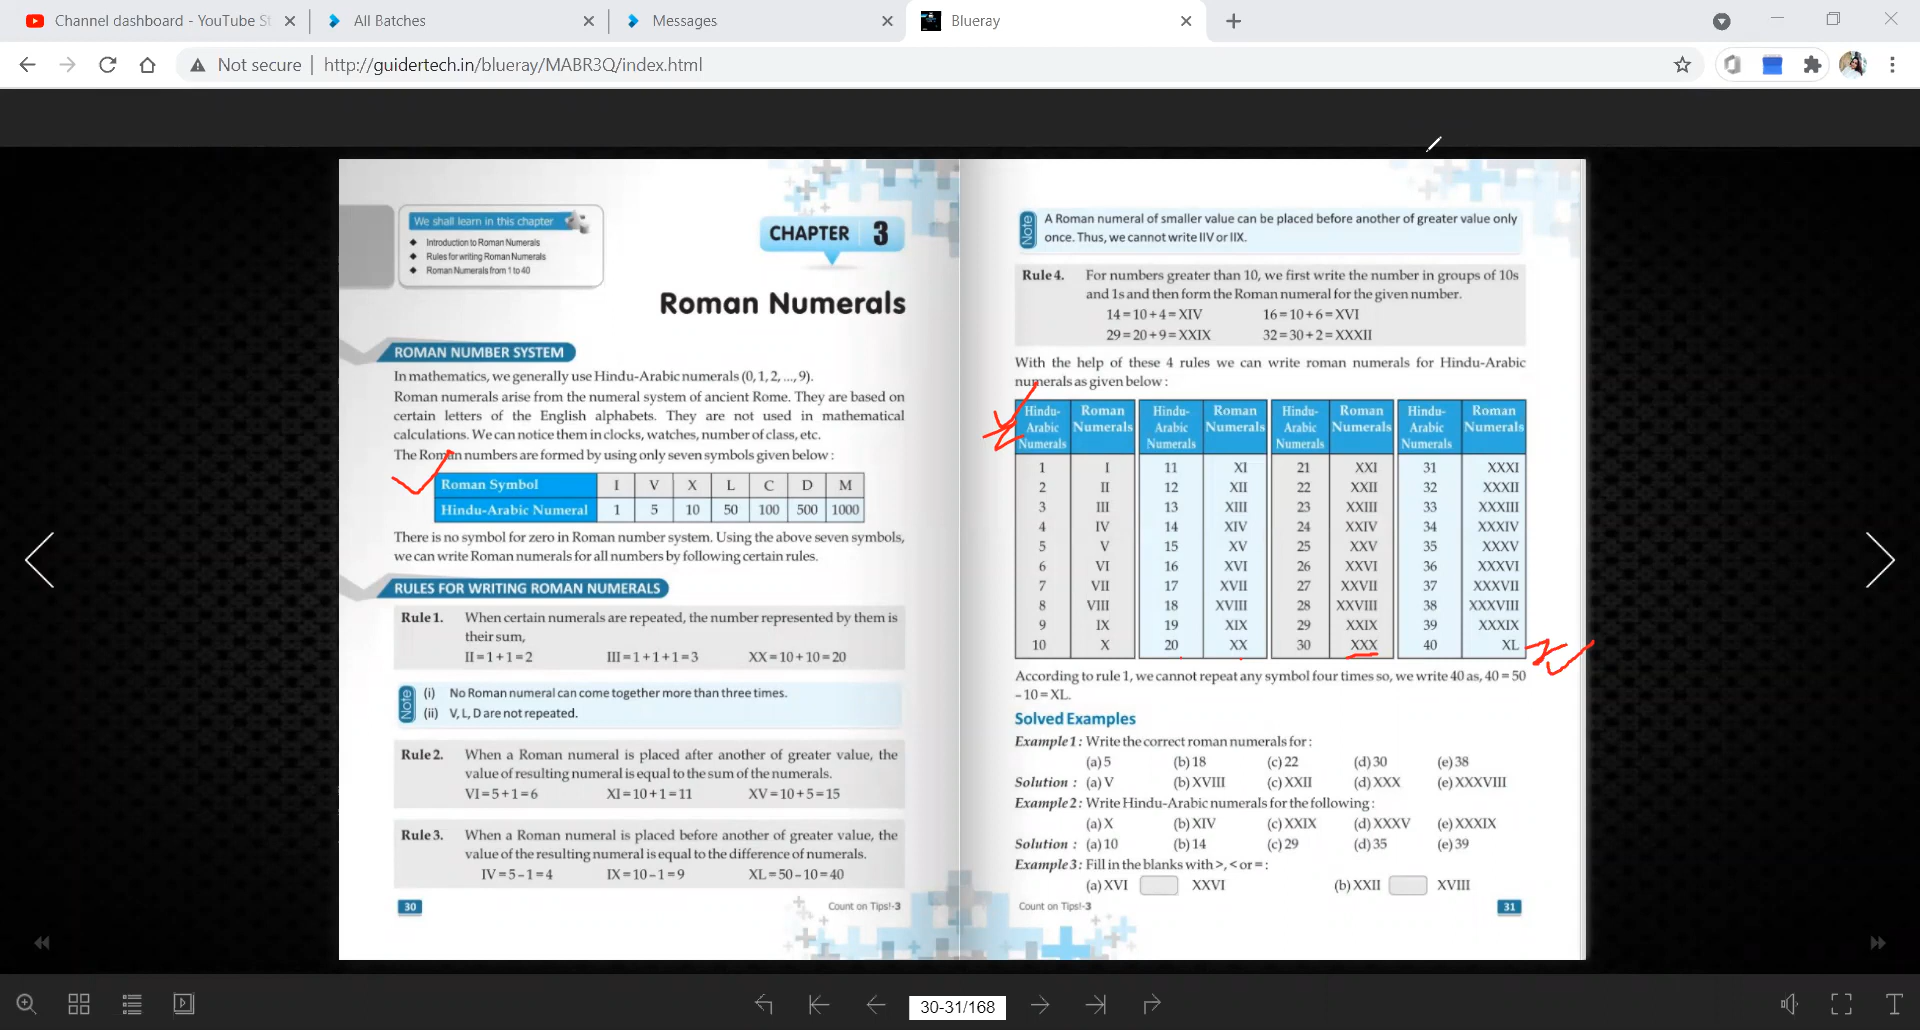 Channel dashboard - YouTube St
All Batches
Messages
Blueray
Not secure | http://guidertech.in/blueray/MABR3Q/index.html
We shall learn in this chapter
Introduction to Roman Numerals
Rules for writing Roman Numerals
Roman Numerals from 1 to 40
CHAPTER 3
Roman Numerals
ROMAN NUMBER SYSTEM
In mathematics, we generally use Hindu-Arabic numerals (0, 1, 2, ..., 9).
Roman numerals arise from the numeral system of ancient Rome. They are based on
certain letters of the English alphabets. They are not used in mathematical
calculations. We can notice them in clocks, watches, number of class, etc.
The Roman numbers are formed by using only seven symbols given below :
Roman Symbol I V X L C D M
Hindu-Arabic Numeral 1 5 10 50 100 500 1000
There is no symbol for zero in Roman number system. Using the above seven symbols,
we can write Roman numerals for all numbers by following certain rules.
RULES FOR WRITING ROMAN NUMERALS
Rule 1. When certain numerals are repeated, the number represented by them is
their sum,
II = 1 + 1 = 2 III = 1 + 1 + 1 = 3 XX = 10 + 10 = 20
Note
(i) No Roman numeral can come together more than three times.
(ii) V, L, D are not repeated.
Rule 2. When a Roman numeral is placed after another of greater value, the
value of resulting numeral is equal to the sum of the numerals.
VI = 5 + 1 = 6 XI = 10 + 1 = 11 XV = 10 + 5 = 15
Rule 3. When a Roman numeral is placed before another of greater value, the
value of the resulting numeral is equal to the difference of numerals.
IV = 5 – 1 = 4 IX = 10 – 1 = 9 XL = 50 – 10 = 40
30
Count on Tips!-3
Note
A Roman numeral of smaller value can be placed before another of greater value only
once. Thus, we cannot write IIV or IIX.
Rule 4. For numbers greater than 10, we first write the number in groups of 10s
and 1s and then form the Roman numeral for the given number.
14 = 10 + 4 = XIV 16 = 10 + 6 = XVI
29 = 20 + 9 = XXIX 32 = 30 + 2 = XXXII
With the help of these 4 rules we can write roman numerals for Hindu-Arabic
numerals as given below :
Hindu- Roman Hindu- Roman Hindu- Roman Hindu- Roman
Arabic Numerals Arabic Numerals Arabic Numerals Arabic Numerals
Numerals Numerals Numerals Numerals
1 I 11 XI 21 XXI 31 XXXI
2 II 12 XII 22 XXII 32 XXXII
3 III 13 XIII 23 XXIII 33 XXXIII
4 IV 14 XIV 24 XXIV 34 XXXIV
5 V 15 XV 25 XXV 35 XXXV
6 VI 16 XVI 26 XXVI 36 XXXVI
7 VII 17 XVII 27 XXVII 37 XXXVII
8 VIII 18 XVIII 28 XXVIII 38 XXXVIII
9 IX 19 XIX 29 XXIX 39 XXXIX
10 X 20 XX 30 XXX 40 XL
According to rule 1, we cannot repeat any symbol four times so, we write 40 as, 40 = 50
– 10 = XL.
Solved Examples
Example 1 : Write the correct roman numerals for :
(a) 5 (b) 18 (c) 22 (d) 30 (e) 38
Solution : (a) V (b) XVIII (c) XXII (d) XXX (e) XXXVIII
Example 2 : Write Hindu-Arabic numerals for the following :
(a) X (b) XIV (c) XXIX (d) XXXV (e) XXXIX
Solution : (a) 10 (b) 14 (c) 29 (d) 35 (e) 39
Example 3 : Fill in the blanks with >, < or = :
(a) XVI XXVI (b) XXII XVIII
Count on Tips!-3
31
30-31/168